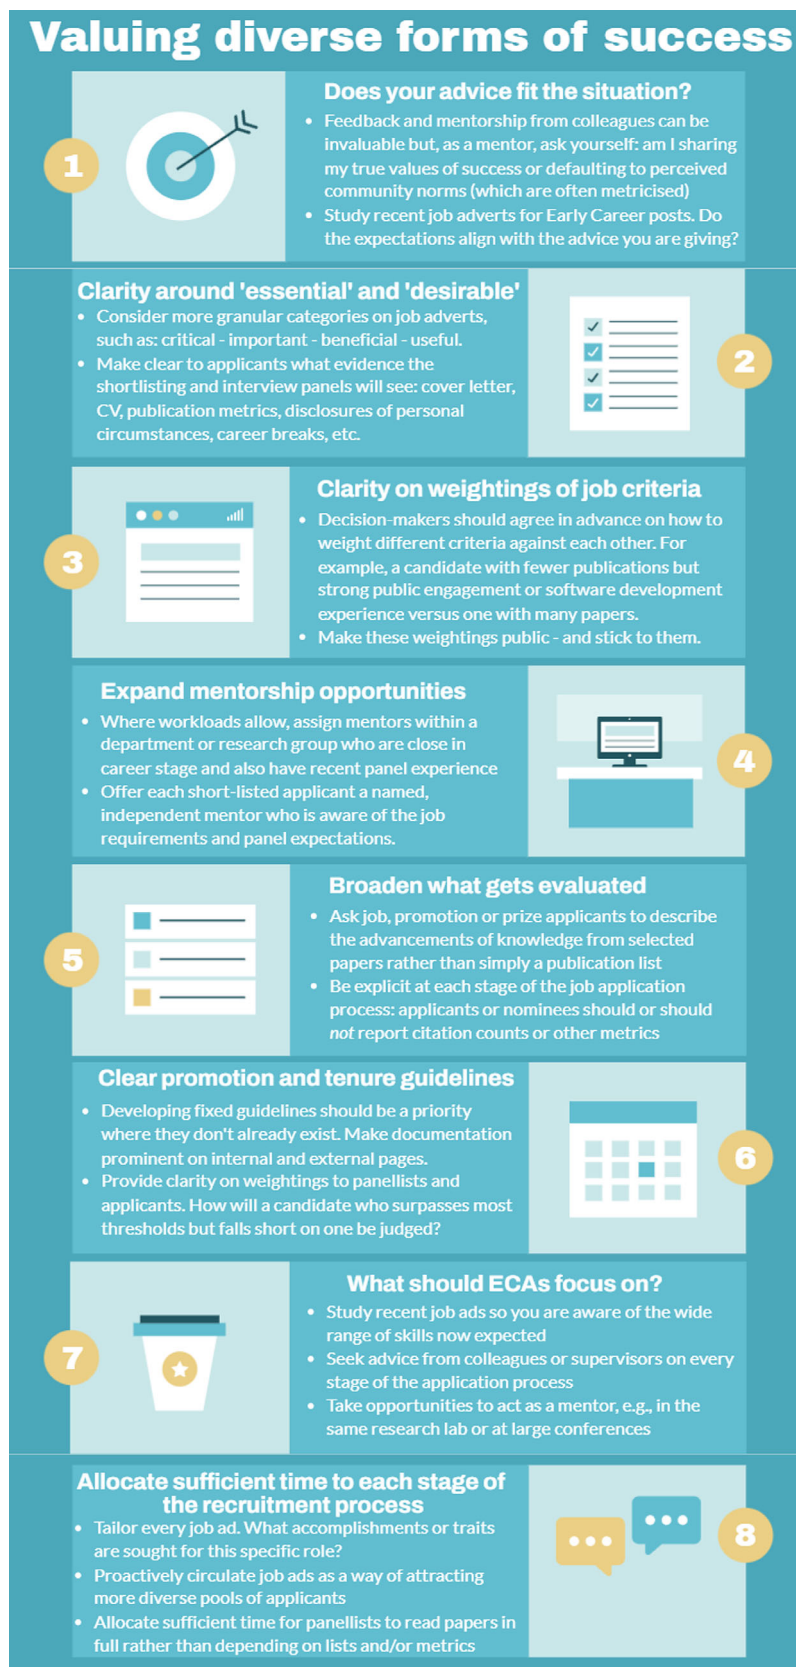 Valuing diverse forms of success
1
Does your advice fit the situation?
• Feedback and mentorship from colleagues can be
invaluable but, as a mentor, ask yourself: am I sharing
my true values of success or defaulting to perceived
community norms (which are often metricised)
• Study recent job adverts for Early Career posts. Do
the expectations align with the advice you are giving?
Clarity around 'essential' and 'desirable'
• Consider more granular categories on job adverts,
such as: critical - important - beneficial - useful.
• Make clear to applicants what evidence the
shortlisting and interview panels will see: cover letter,
CV, publication metrics, disclosures of personal
circumstances, career breaks, etc.
2
3
Clarity on weightings of job criteria
• Decision-makers should agree in advance on how to
weight different criteria against each other. For
example, a candidate with fewer publications but
strong public engagement or software development
experience versus one with many papers.
• Make these weightings public - and stick to them.
Expand mentorship opportunities
• Where workloads allow, assign mentors within a
department or research group who are close in
career stage and also have recent panel experience
• Offer each short-listed applicant a named,
independent mentor who is aware of the job
requirements and panel expectations.
4
5
Broaden what gets evaluated
• Ask job, promotion or prize applicants to describe
the advancements of knowledge from selected
papers rather than simply a publication list
• Be explicit at each stage of the job application
process: applicants or nominees should or should
not report citation counts or other metrics
Clear promotion and tenure guidelines
• Developing fixed guidelines should be a priority
where they don't already exist. Make documentation
prominent on internal and external pages.
• Provide clarity on weightings to panellists and
applicants. How will a candidate who surpasses most
thresholds but falls short on one be judged?
6
7
What should ECAs focus on?
• Study recent job ads so you are aware of the wide
range of skills now expected
• Seek advice from colleagues or supervisors on every
stage of the application process
• Take opportunities to act as a mentor, e.g., in the
same research lab or at large conferences
Allocate sufficient time to each stage of
the recruitment process
• Tailor every job ad. What accomplishments or traits
are sought for this specific role?
• Proactively circulate job ads as a way of attracting
more diverse pools of applicants
• Allocate sufficient time for panellists to read papers in
full rather than depending on lists and/or metrics
8